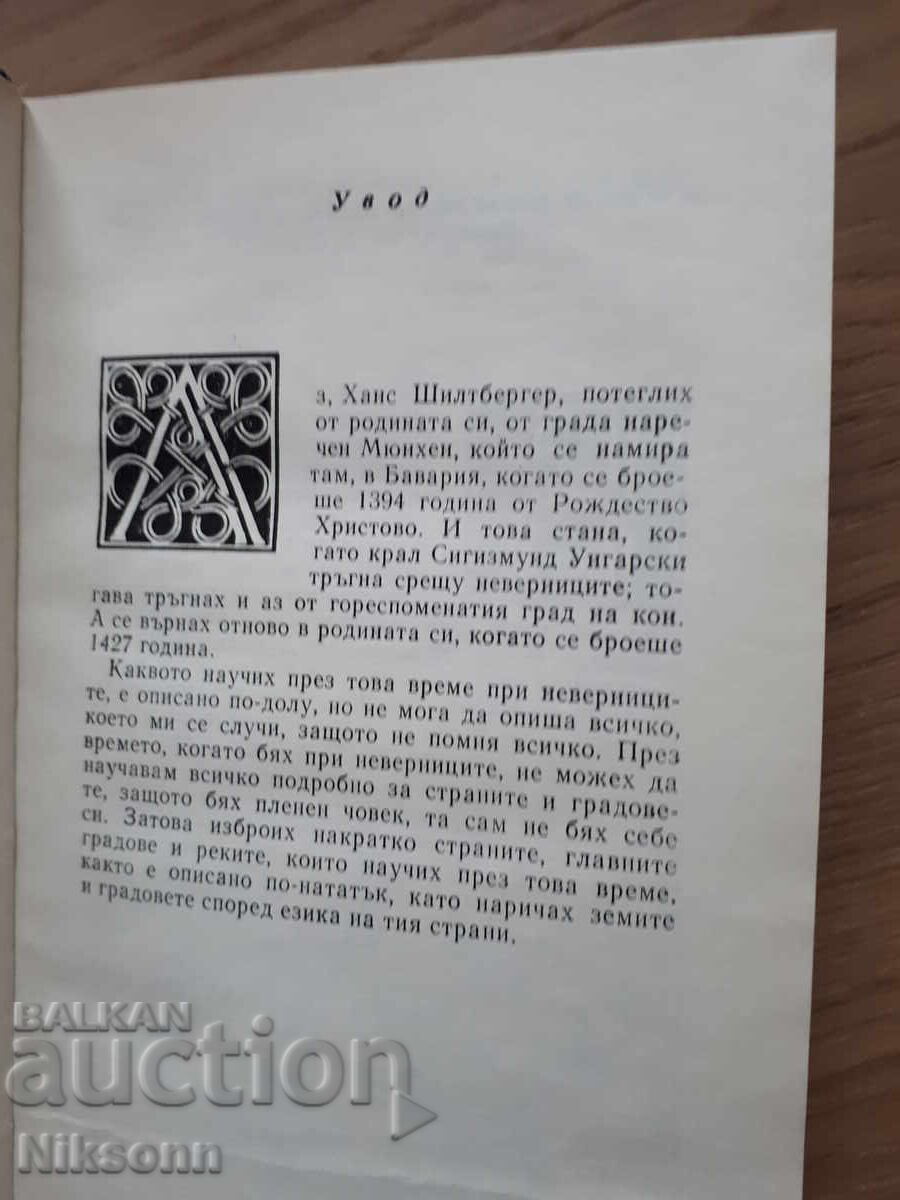 Увод
Аз, Ханс Шилтбергер, потеглих
от родината си, от града наре-
чен Мюнхен, който се намира
там, в Бавария, когато себрое-
ше 1394 година от Рождество
Христово. И това стана, ко-
гато крал Сигизмунд Унгарски
тръгна срещу неверниците; то-
гава тръгнах и аз от гореспоменатия град на кон.
А се върнах отново в родината си, когато се броеше
1427 година.
Каквото научих през това време при неверници-
те, е описано по-долу, но не мога да опиша всичко,
което ми се случи, защото не помня всичко. През
времето, когато бях при неверниците, не можех да
научавам всичко подробно за страните и градове-
те, защото бях пленен човек, та сам не бях себе
си. Затова изброих накратко страните, главните
градове и реките, които научих през това време,
както е описано по-нататък, като наричах земите
и градовете според езика на тия страни.
BALKAN
auction
Niksonn